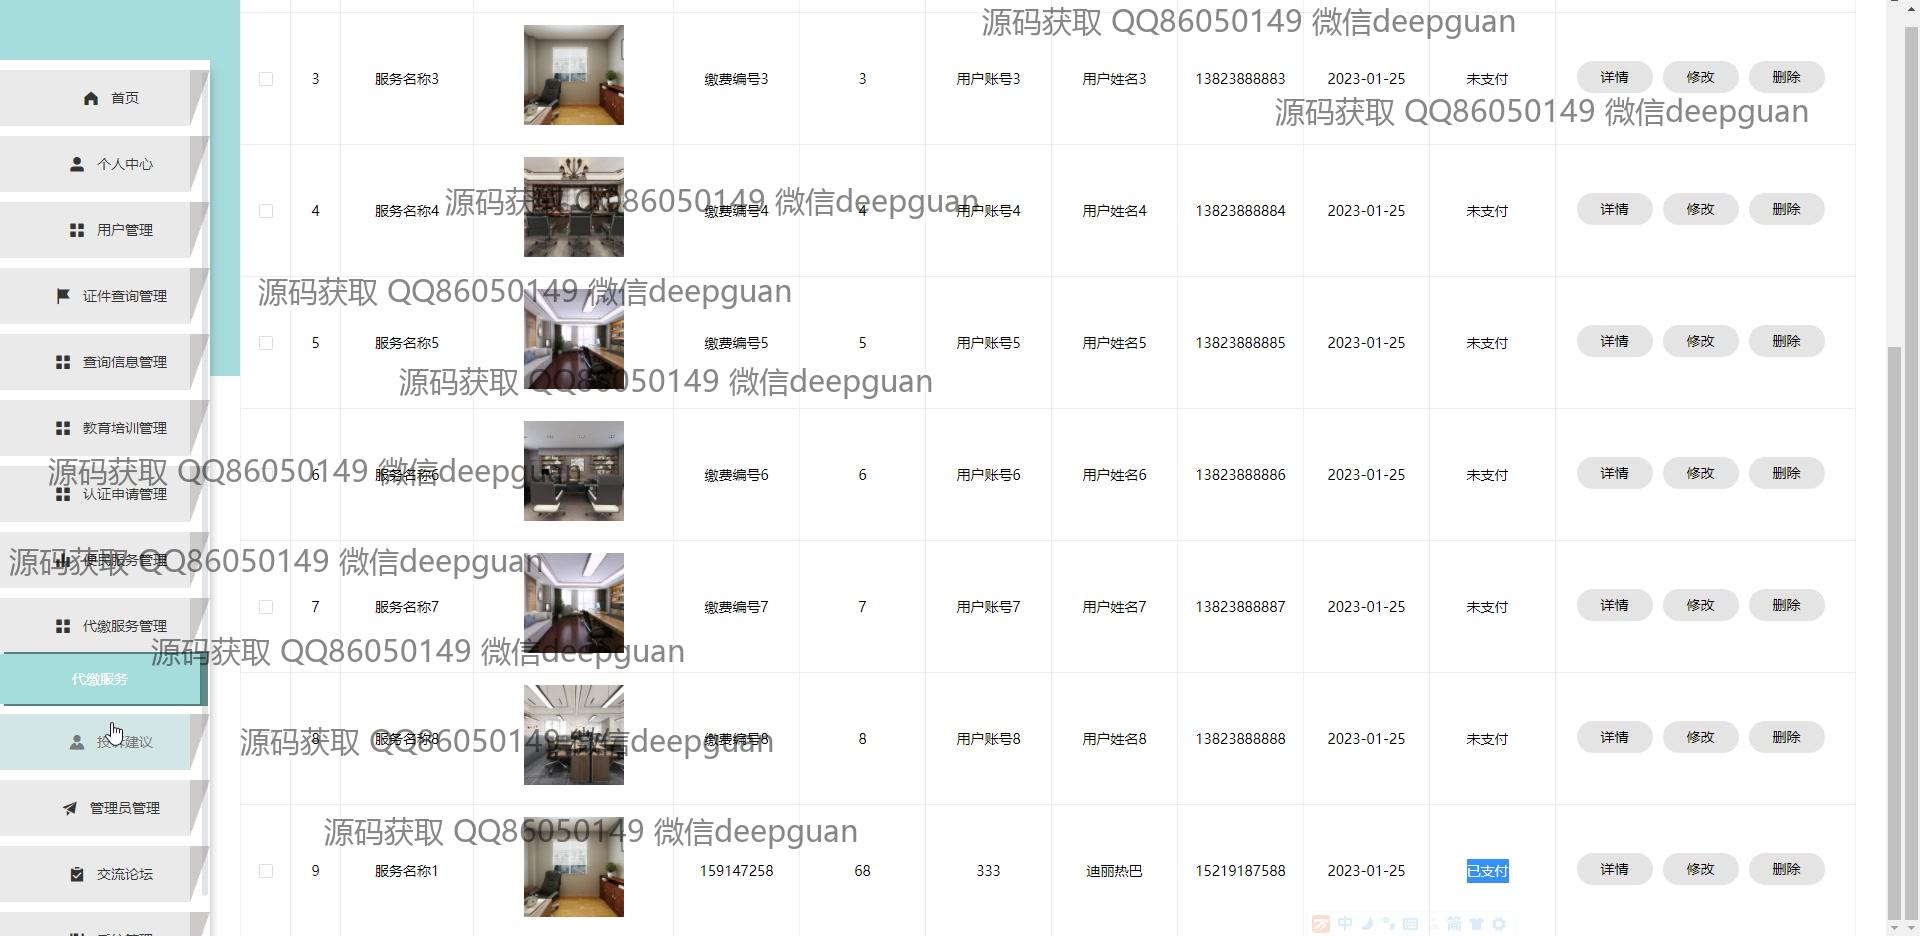 源码获取 QQ86050149 微信deepguan
3 服务名称3 缴费编号3 3 用户账号3 用户姓名3 13823888883 2023-01-25 未支付 详情 修改 删除
首页
源码获取 QQ86050149 微信deepguan
个人中心
源码获取 QQ86050149 微信deepguan
4 服务名称4 缴费编号4 4 用户账号4 用户姓名4 13823888884 2023-01-25 未支付 详情 修改 删除
用户管理
源码获取 QQ86050149 微信deepguan
证件查询管理
5 服务名称5 缴费编号5 5 用户账号5 用户姓名5 13823888885 2023-01-25 未支付 详情 修改 删除
查询信息管理
源码获取 QQ86050149 微信deepguan
教育培训管理
源码获取 QQ86050149 微信deepguan
6 服务名称6 缴费编号6 6 用户账号6 用户姓名6 13823888886 2023-01-25 未支付 详情 修改 删除
认证申请管理
源码获取 QQ86050149 微信deepguan
便民服务管理
7 服务名称7 缴费编号7 7 用户账号7 用户姓名7 13823888887 2023-01-25 未支付 详情 修改 删除
代缴服务管理
源码获取 QQ86050149 微信deepguan
代缴服务
源码获取 QQ86050149 微信deepguan
8 服务名称8 缴费编号8 8 用户账号8 用户姓名8 13823888888 2023-01-25 未支付 详情 修改 删除
投诉建议
管理员管理
源码获取 QQ86050149 微信deepguan
9 服务名称1 159147258 68 333 迪丽热巴 15219187588 2023-01-25 已支付 详情 修改 删除
交流论坛
中 简